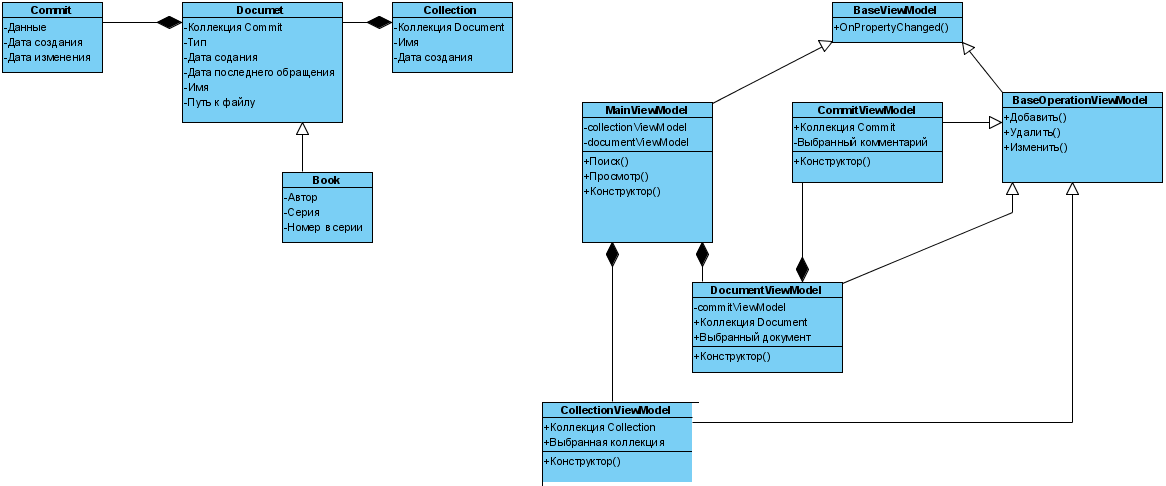 Commit
-Данные
-Дата создания
-Дата изменения
Documet
-Коллекция Commit
-Тип
-Дата содания
-Дата последнего обращения
-Имя
-Путь к файлу
Collection
-Коллекция Document
-Имя
-Дата создания
Book
-Автор
-Серия
-Номер в серии
BaseViewModel
+OnPropertyChanged()
MainViewModel
-collectionViewModel
-documentViewModel
+Поиск()
+Просмотр()
+Конструктор()
CommitViewModel
+Коллекция Commit
-Выбранный комментарий
+Конструктор()
BaseOperationViewModel
+Добавить()
+Удалить()
+Изменить()
DocumentViewModel
-commitViewModel
+Коллекция Document
+Выбранный документ
+Конструктор()
CollectionViewModel
+Коллекция Collection
+Выбранная коллекция
+Конструктор()